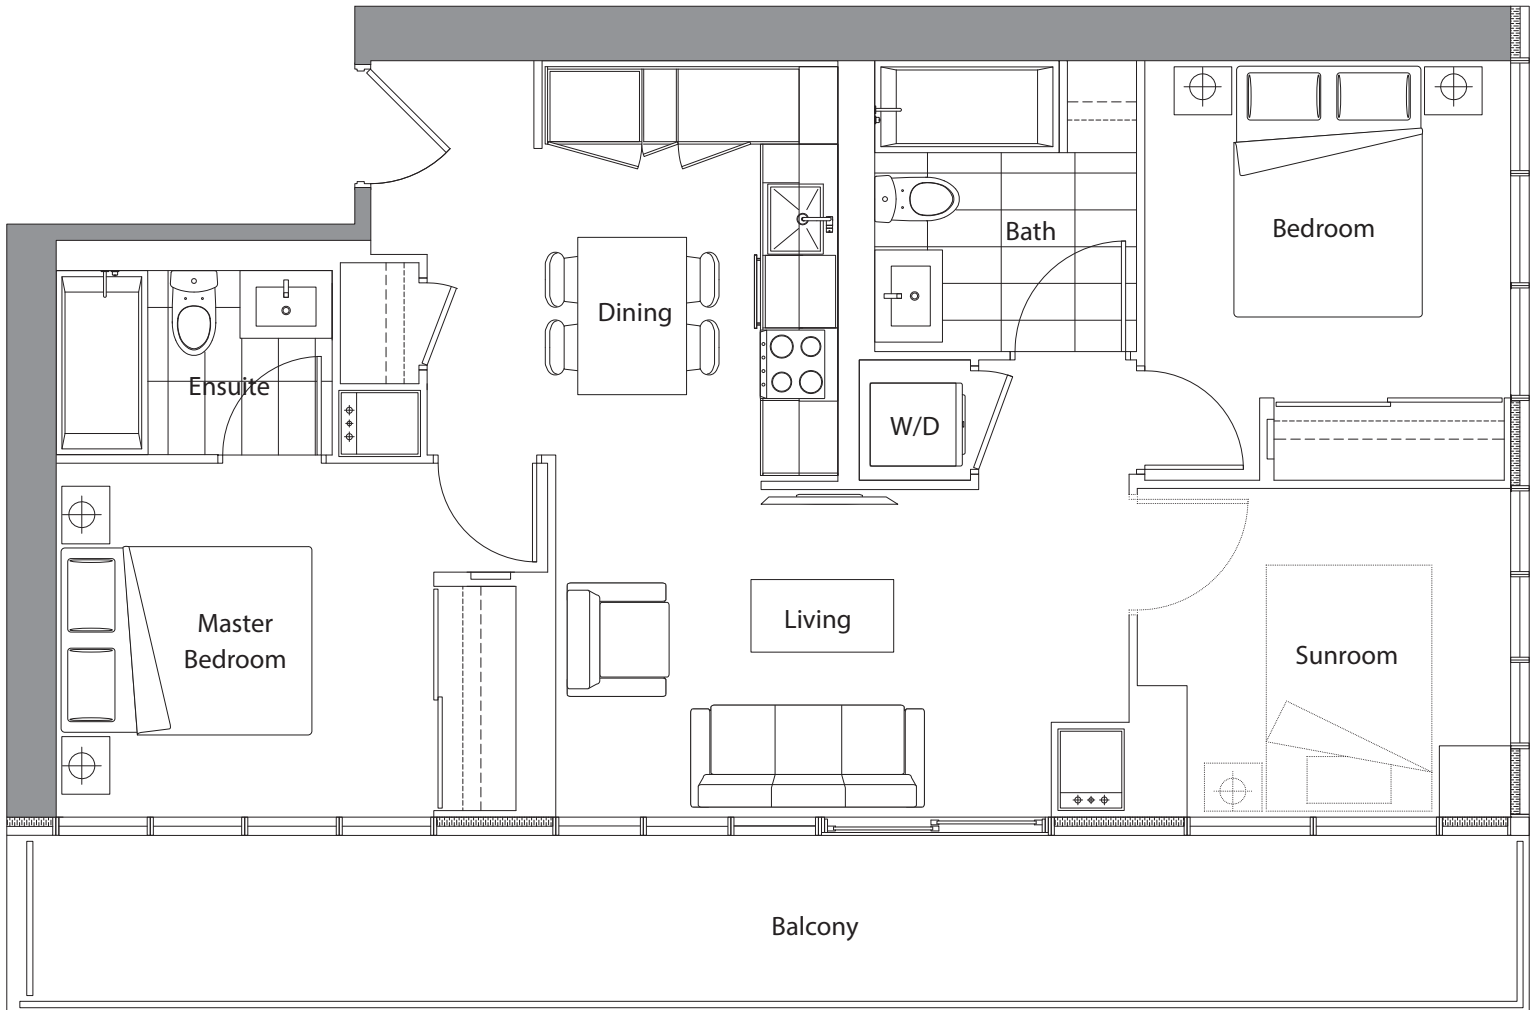 Bath
Bedroom
Dining
Ensuite
W/D
Master
Bedroom
Living
Sunroom
Balcony